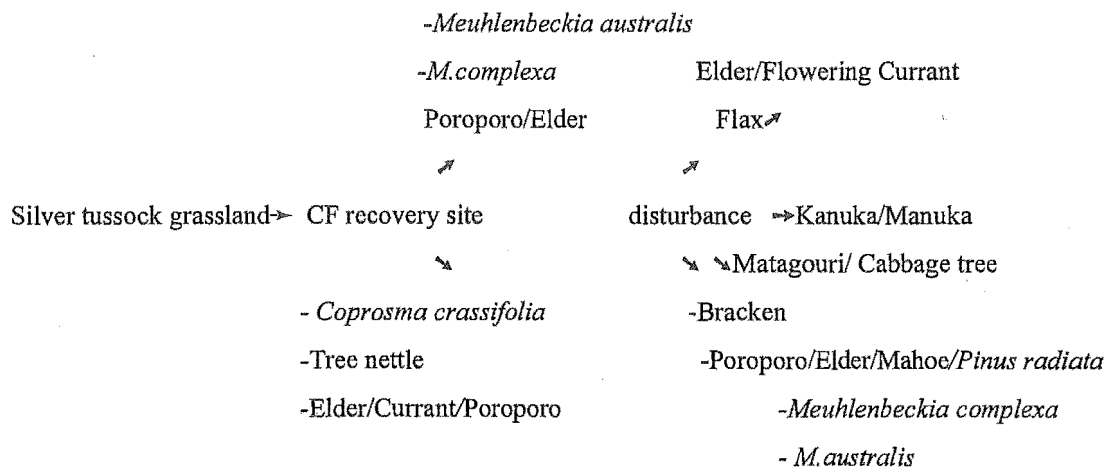 -Meuhlenbeckia australis
-M.complexa Elder/Flowering Currant
Poroporo/Elder Flax
Silver tussock grassland CF recovery site disturbance Kanuka/Manuka
Matagouri/ Cabbage tree
- Coprosma crassifolia -Bracken
-Tree nettle -Poroporo/Elder/Mahoe/Pinus radiata
-Elder/Currant/Poroporo -Meuhlenbeckia complexa
- M.australis